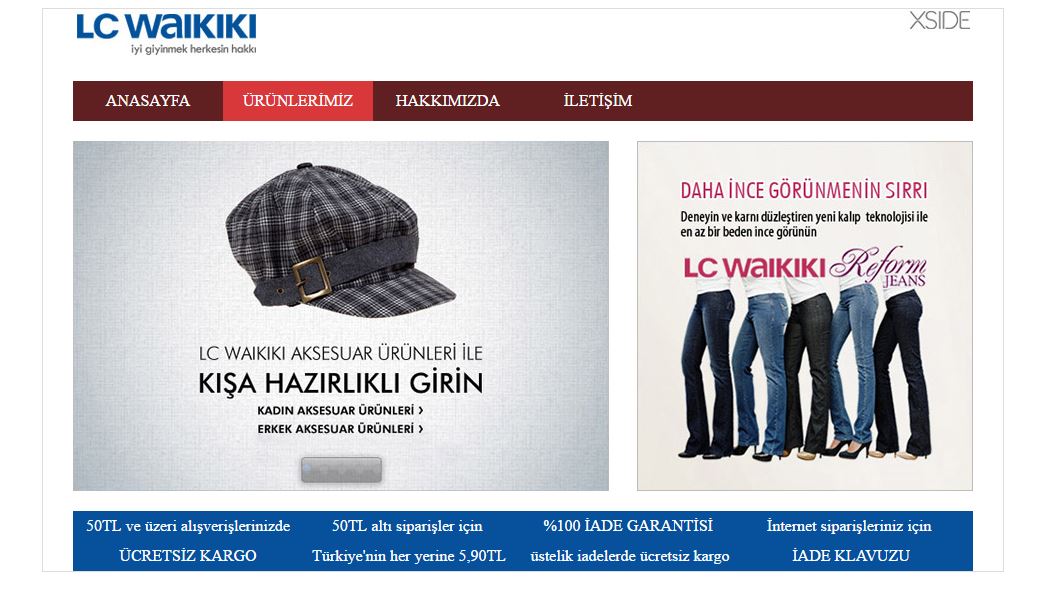 LC WAIKIKI
iyi giyinmek herkesin hakkı
XSIDE
ANASAYFA ÜRÜNLERİMİZ HAKKIMIZDA İLETİŞİM
LC WAIKIKI AKSESUAR ÜRÜNLERİ İLE
KIŞA HAZIRLIKLI GİRİN
KADIN AKSESUAR ÜRÜNLERİ ›
ERKEK AKSESUAR ÜRÜNLERİ ›
DAHA İNCE GÖRÜNMENİN SIRRI
Deneyin ve karnı düzleştiren yeni kalıp teknolojisi ile
en az bir beden ince görünün
LC WAIKIKI Reform
JEANS
50TL ve üzeri alışverişlerinizde
ÜCRETSİZ KARGO
50TL altı siparişler için
Türkiye'nin her yerine 5,90TL
%100 İADE GARANTİSİ
üstelik iadelerde ücretsiz kargo
İnternet siparişleriniz için
İADE KLAVUZU